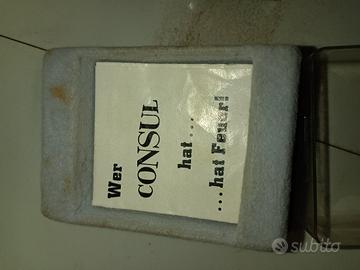 Wer
CONSUL
hat...
...hat Feuer!
subito